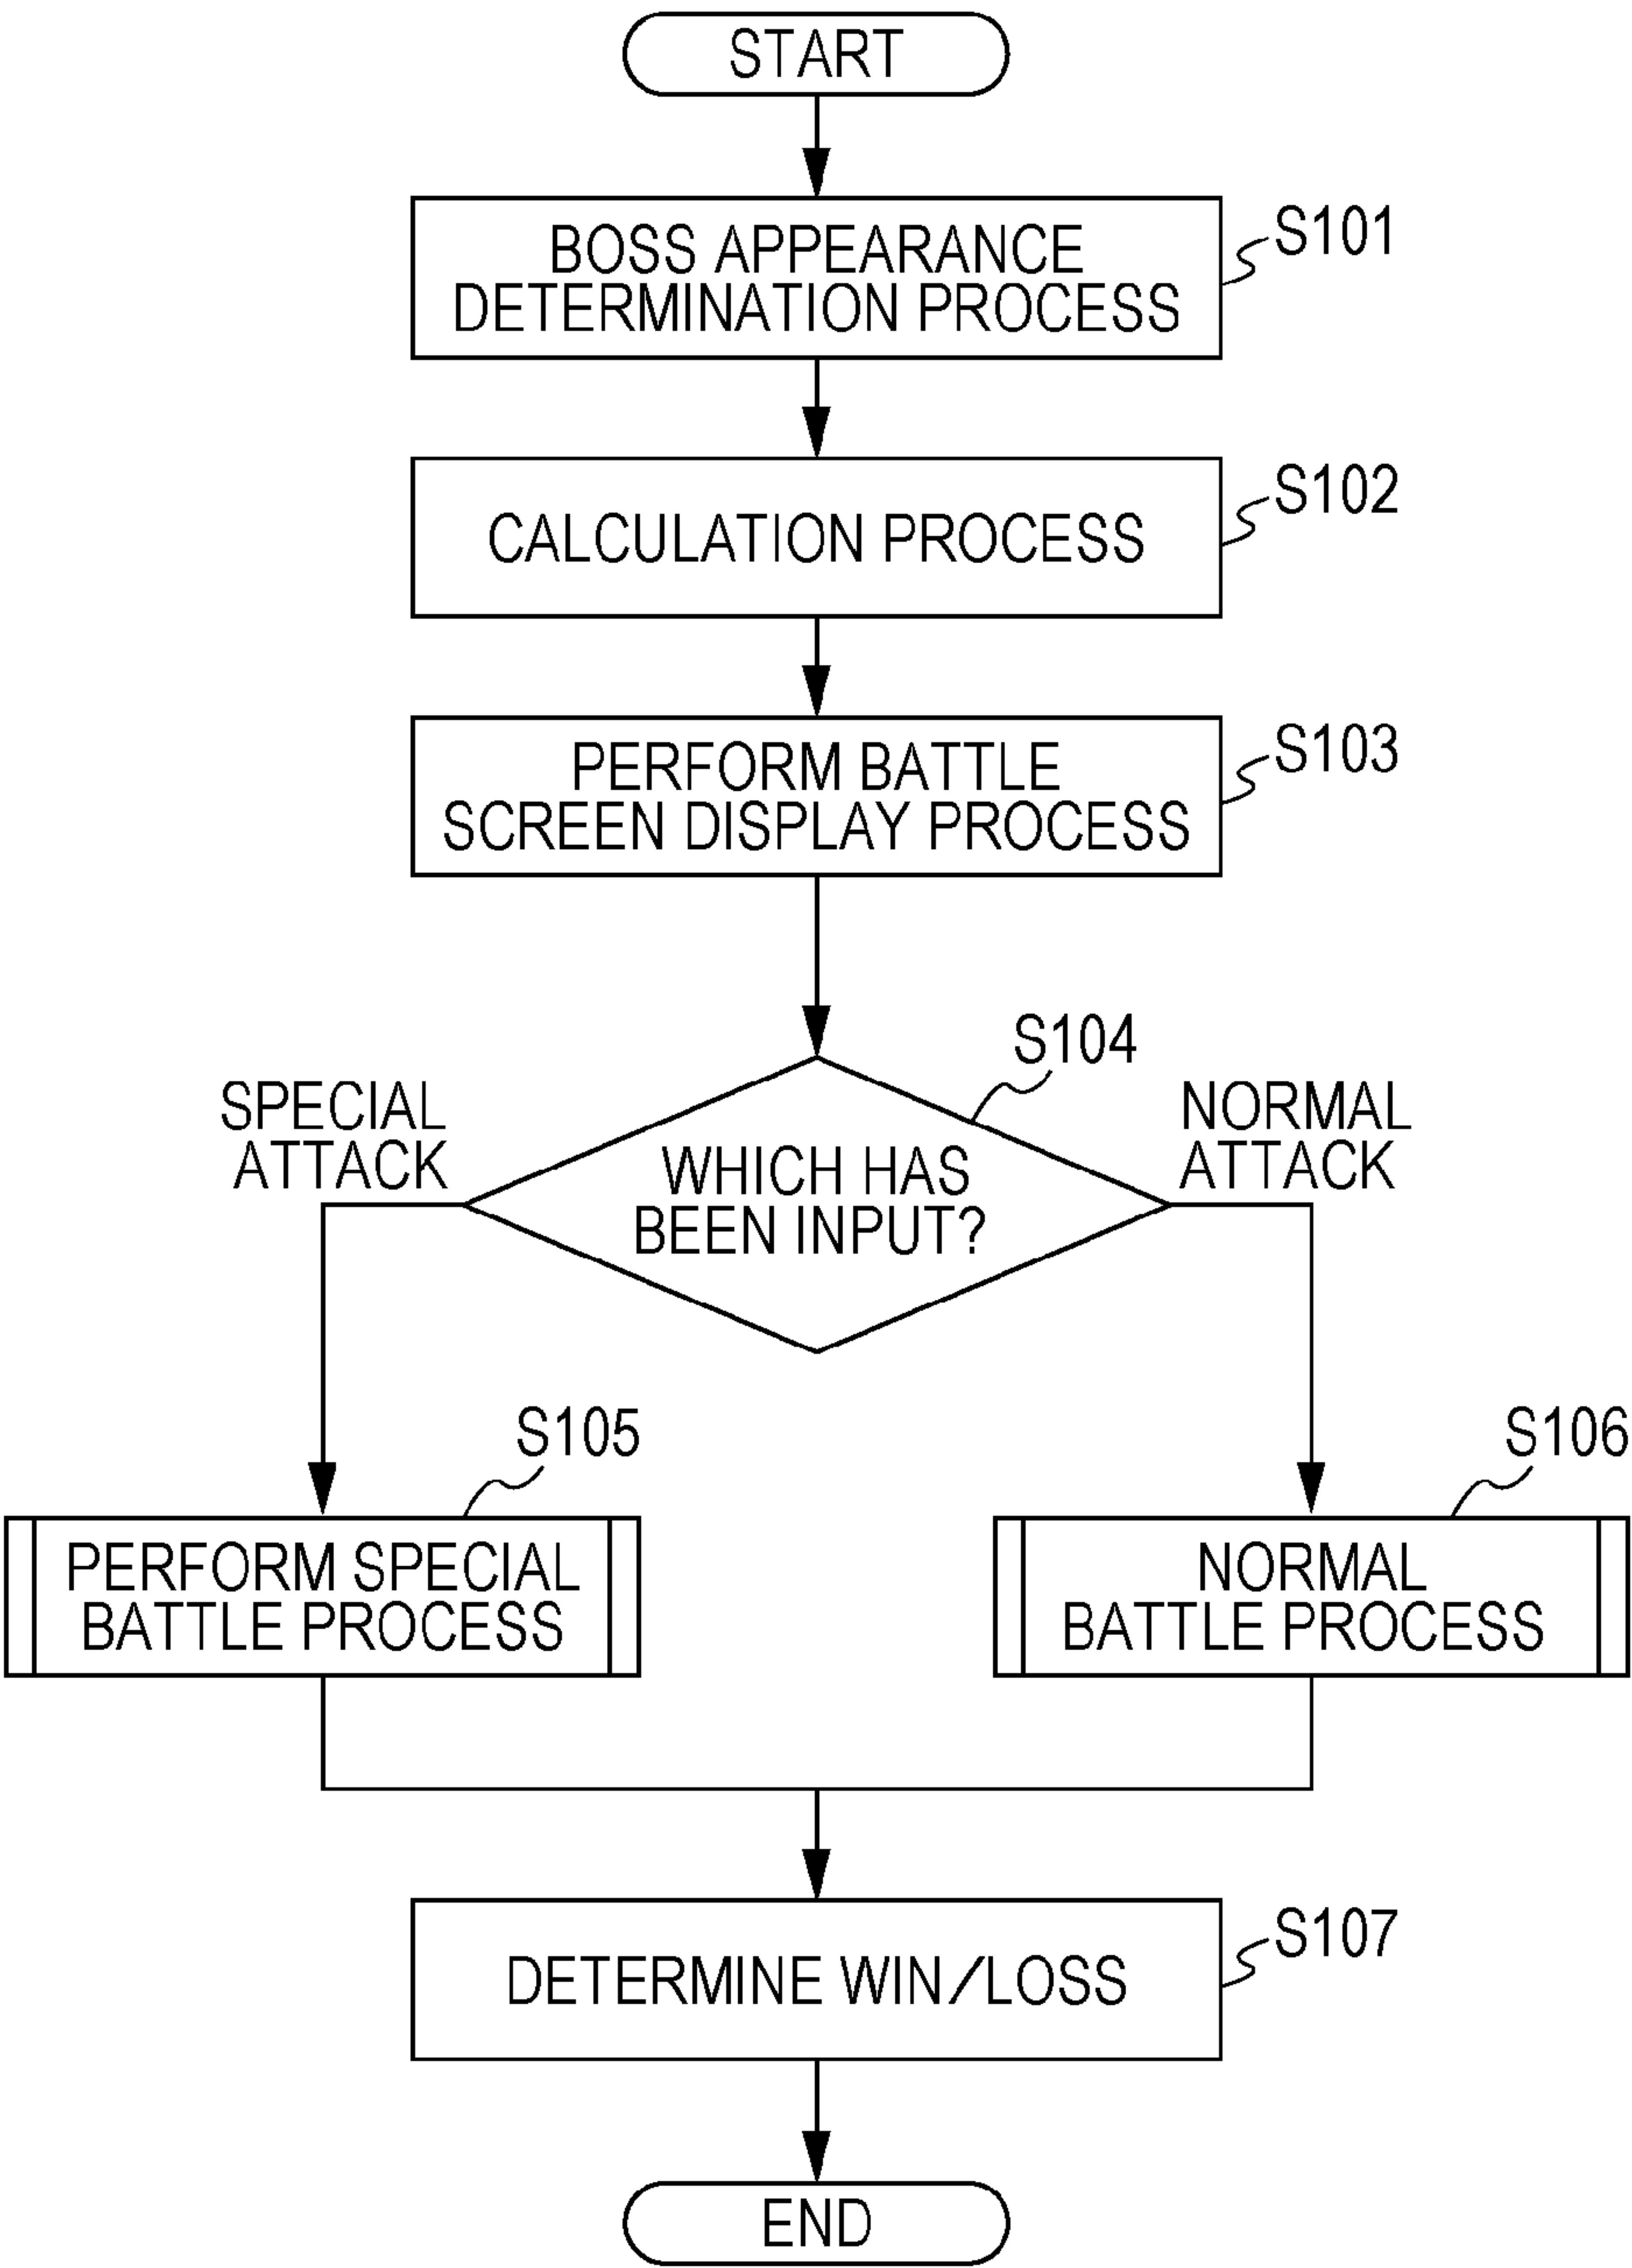 START
BOSS APPEARANCE
DETERMINATION PROCESS
S101
CALCULATION PROCESS
S102
PERFORM BATTLE
SCREEN DISPLAY PROCESS
S103
S104
WHICH HAS
BEEN INPUT?
SPECIAL
ATTACK
NORMAL
ATTACK
S105
PERFORM SPECIAL
BATTLE PROCESS
S106
NORMAL
BATTLE PROCESS
DETERMINE WIN/LOSS
S107
END